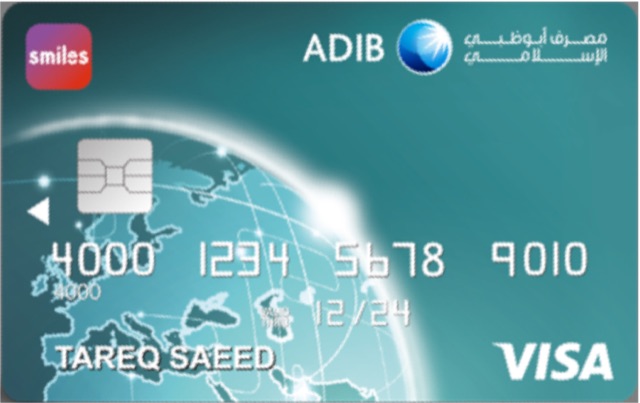 smiles
ADIB
مصرف أبوظبي
الإسلامي
4000 1234 5678 9010
4000
12/24
TAREQ SAEED
VISA